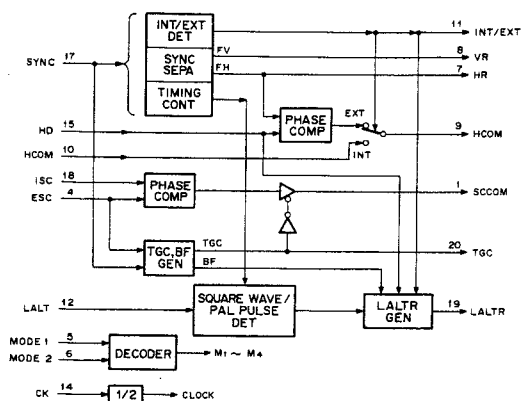 INT/EXT
DET
SYNC
SEPA
TIMING
CONT
SYNC 17
FV
FH
11 INT/EXT
8 VR
7 HR
HD 15
HCOM 10
PHASE
COMP
EXT
INT
9 HCOM
ISC 18
ESC 4
PHASE
COMP
1 SCCOM
TGC, BF
GEN
TGC
BF
20 TGC
LALT 12
SQUARE WAVE/
PAL PULSE
DET
LALTR
GEN
19 LALTR
MODE 1 5
MODE 2 6
DECODER
M1 ~ M4
CK 14
1/2
CLOCK